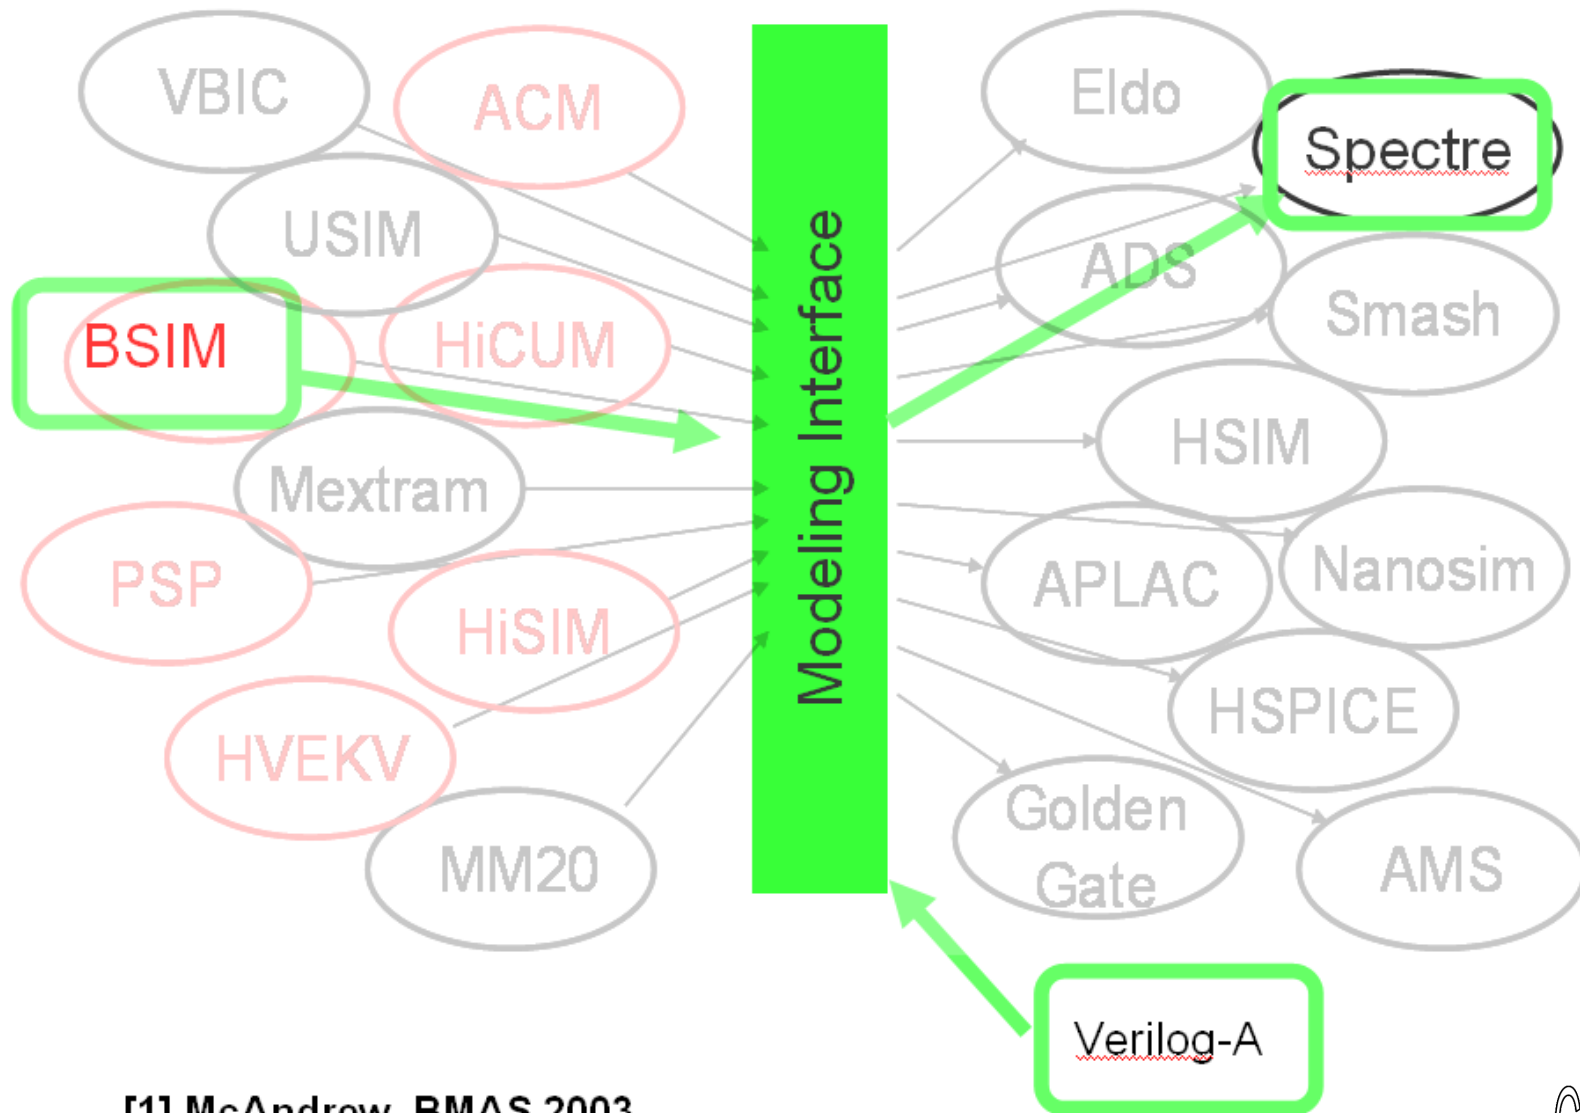 VBIC
ACM
USIM
BSIM
HiCUM
Mextram
PSP
HiSIM
HVEKV
MM20
Modeling Interface
Eldo
Spectre
ADS
Smash
HSIM
APLAC
Nanosim
HSPICE
Golden
Gate
AMS
Verilog-A
[1] McAndrew, BMAS 2003